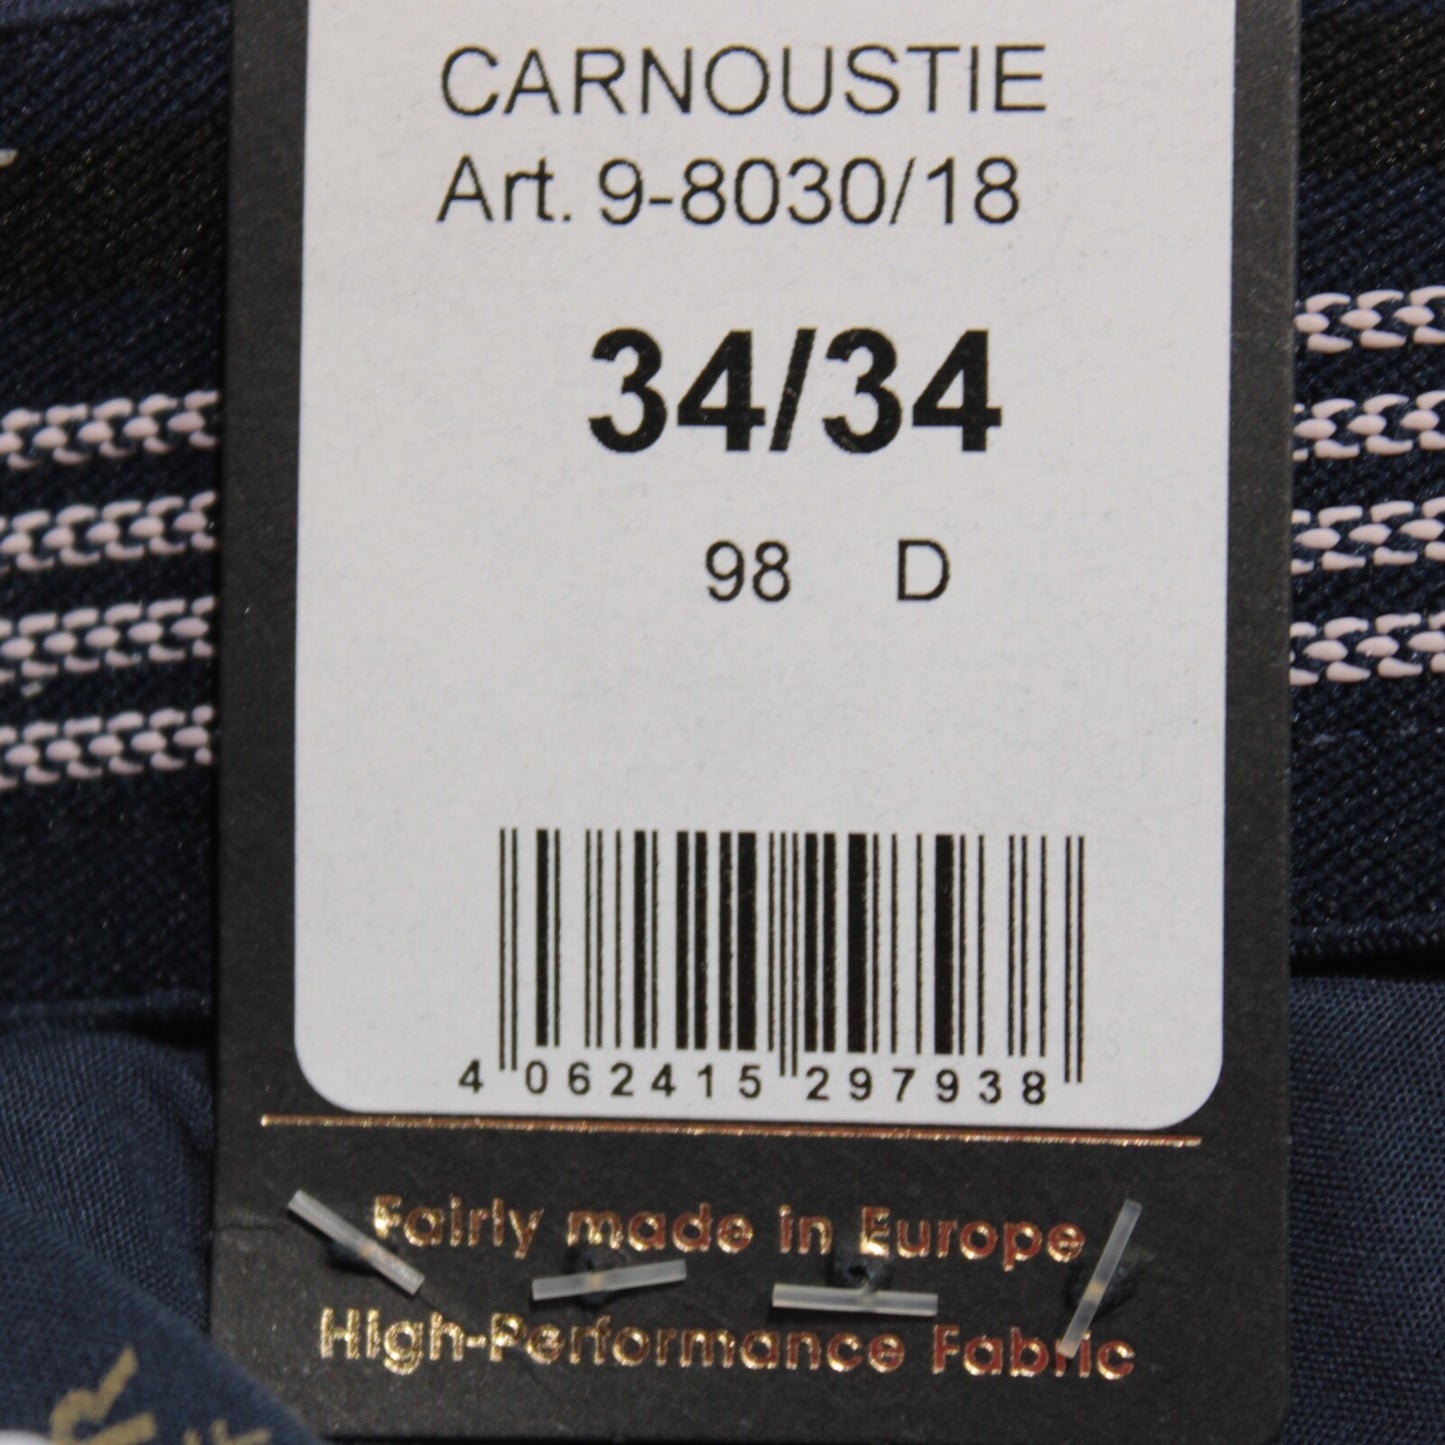 CARNOUSTIE
Art. 9-8030/18
34/34
98 D
4 062415 297938
Fairly made in Europe
High-Performance Fabric